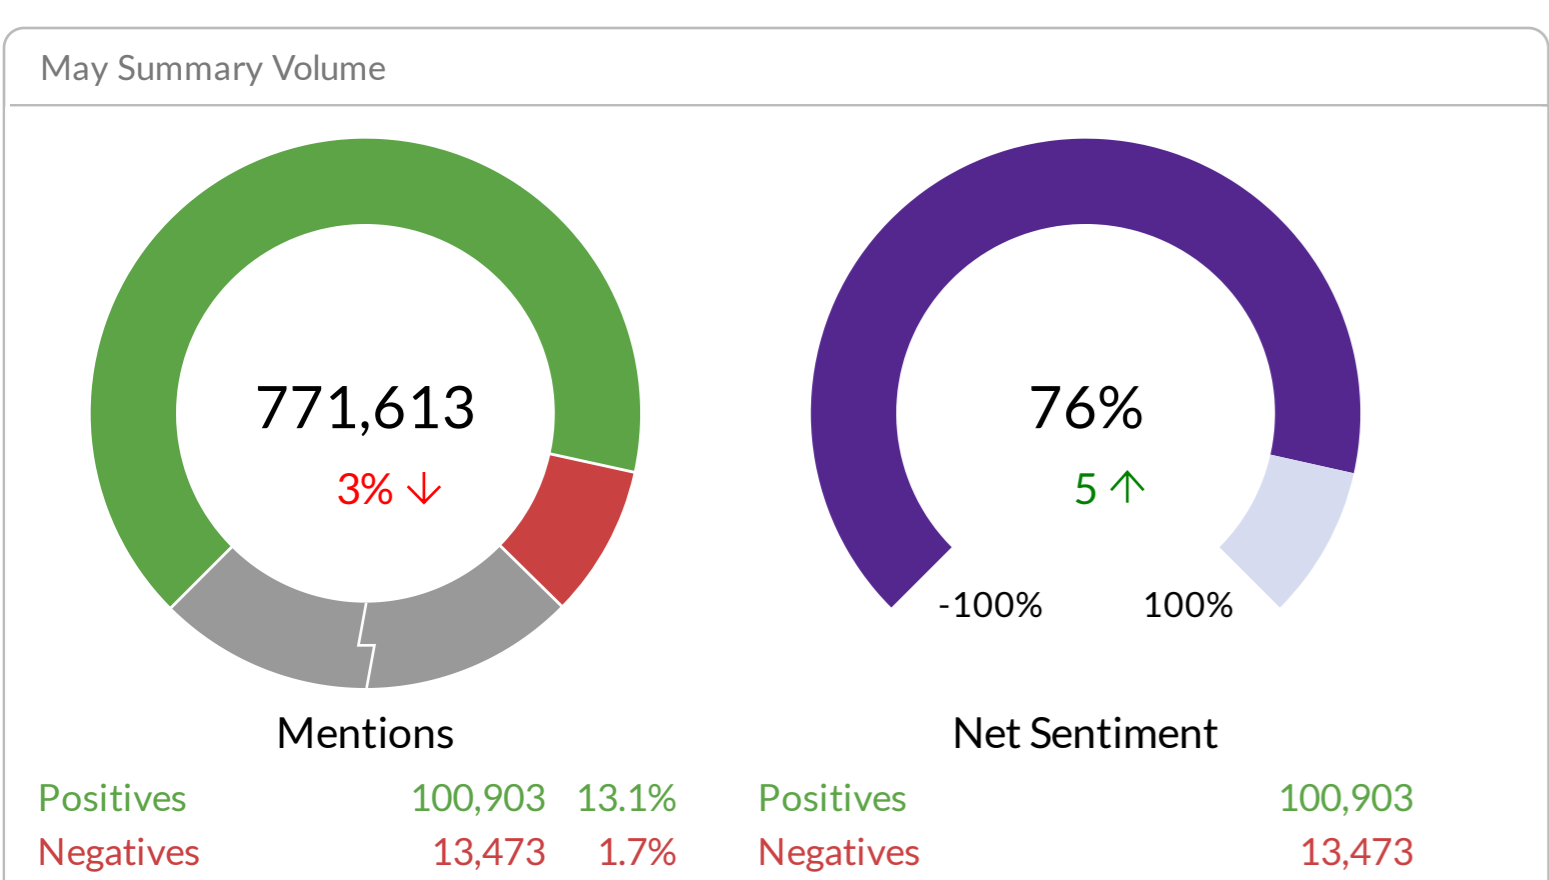 May Summary Volume
771,613
3% ↓
Mentions
Positives 100,903 13.1%
Negatives 13,473 1.7%
76%
5 ↑
-100% 100%
Net Sentiment
Positives 100,903
Negatives 13,473